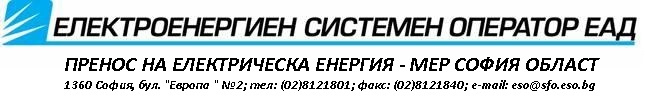 ЕЛЕКТРОЕНЕРГИЕН СИСТЕМЕН ОПЕРАТОР ЕАД
ПРЕНОС НА ЕЛЕКТРИЧЕСКА ЕНЕРГИЯ - МЕР СОФИЯ ОБЛАСТ
1360 София, бул. "Европа " №2; тел: (02)8121801; факс: (02)8121840; e-mail: eso@sfo.eso.bg